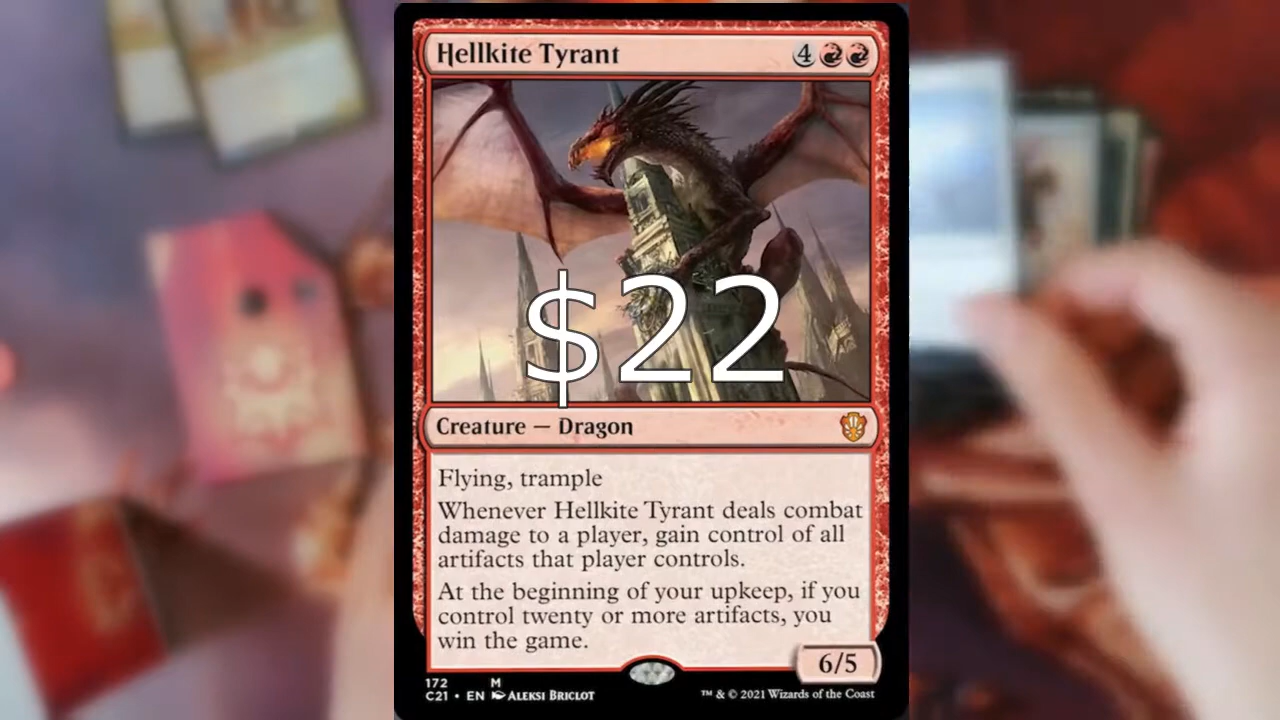 Hellkite Tyrant 4
$22
Creature — Dragon
Flying, trample
Whenever Hellkite Tyrant deals combat
damage to a player, gain control of all
artifacts that player controls.
At the beginning of your upkeep, if you
control twenty or more artifacts, you
win the game.
6/5
172 M
C21 • EN ALEKSI BRICLOT
™ & © 2021 Wizards of the Coast